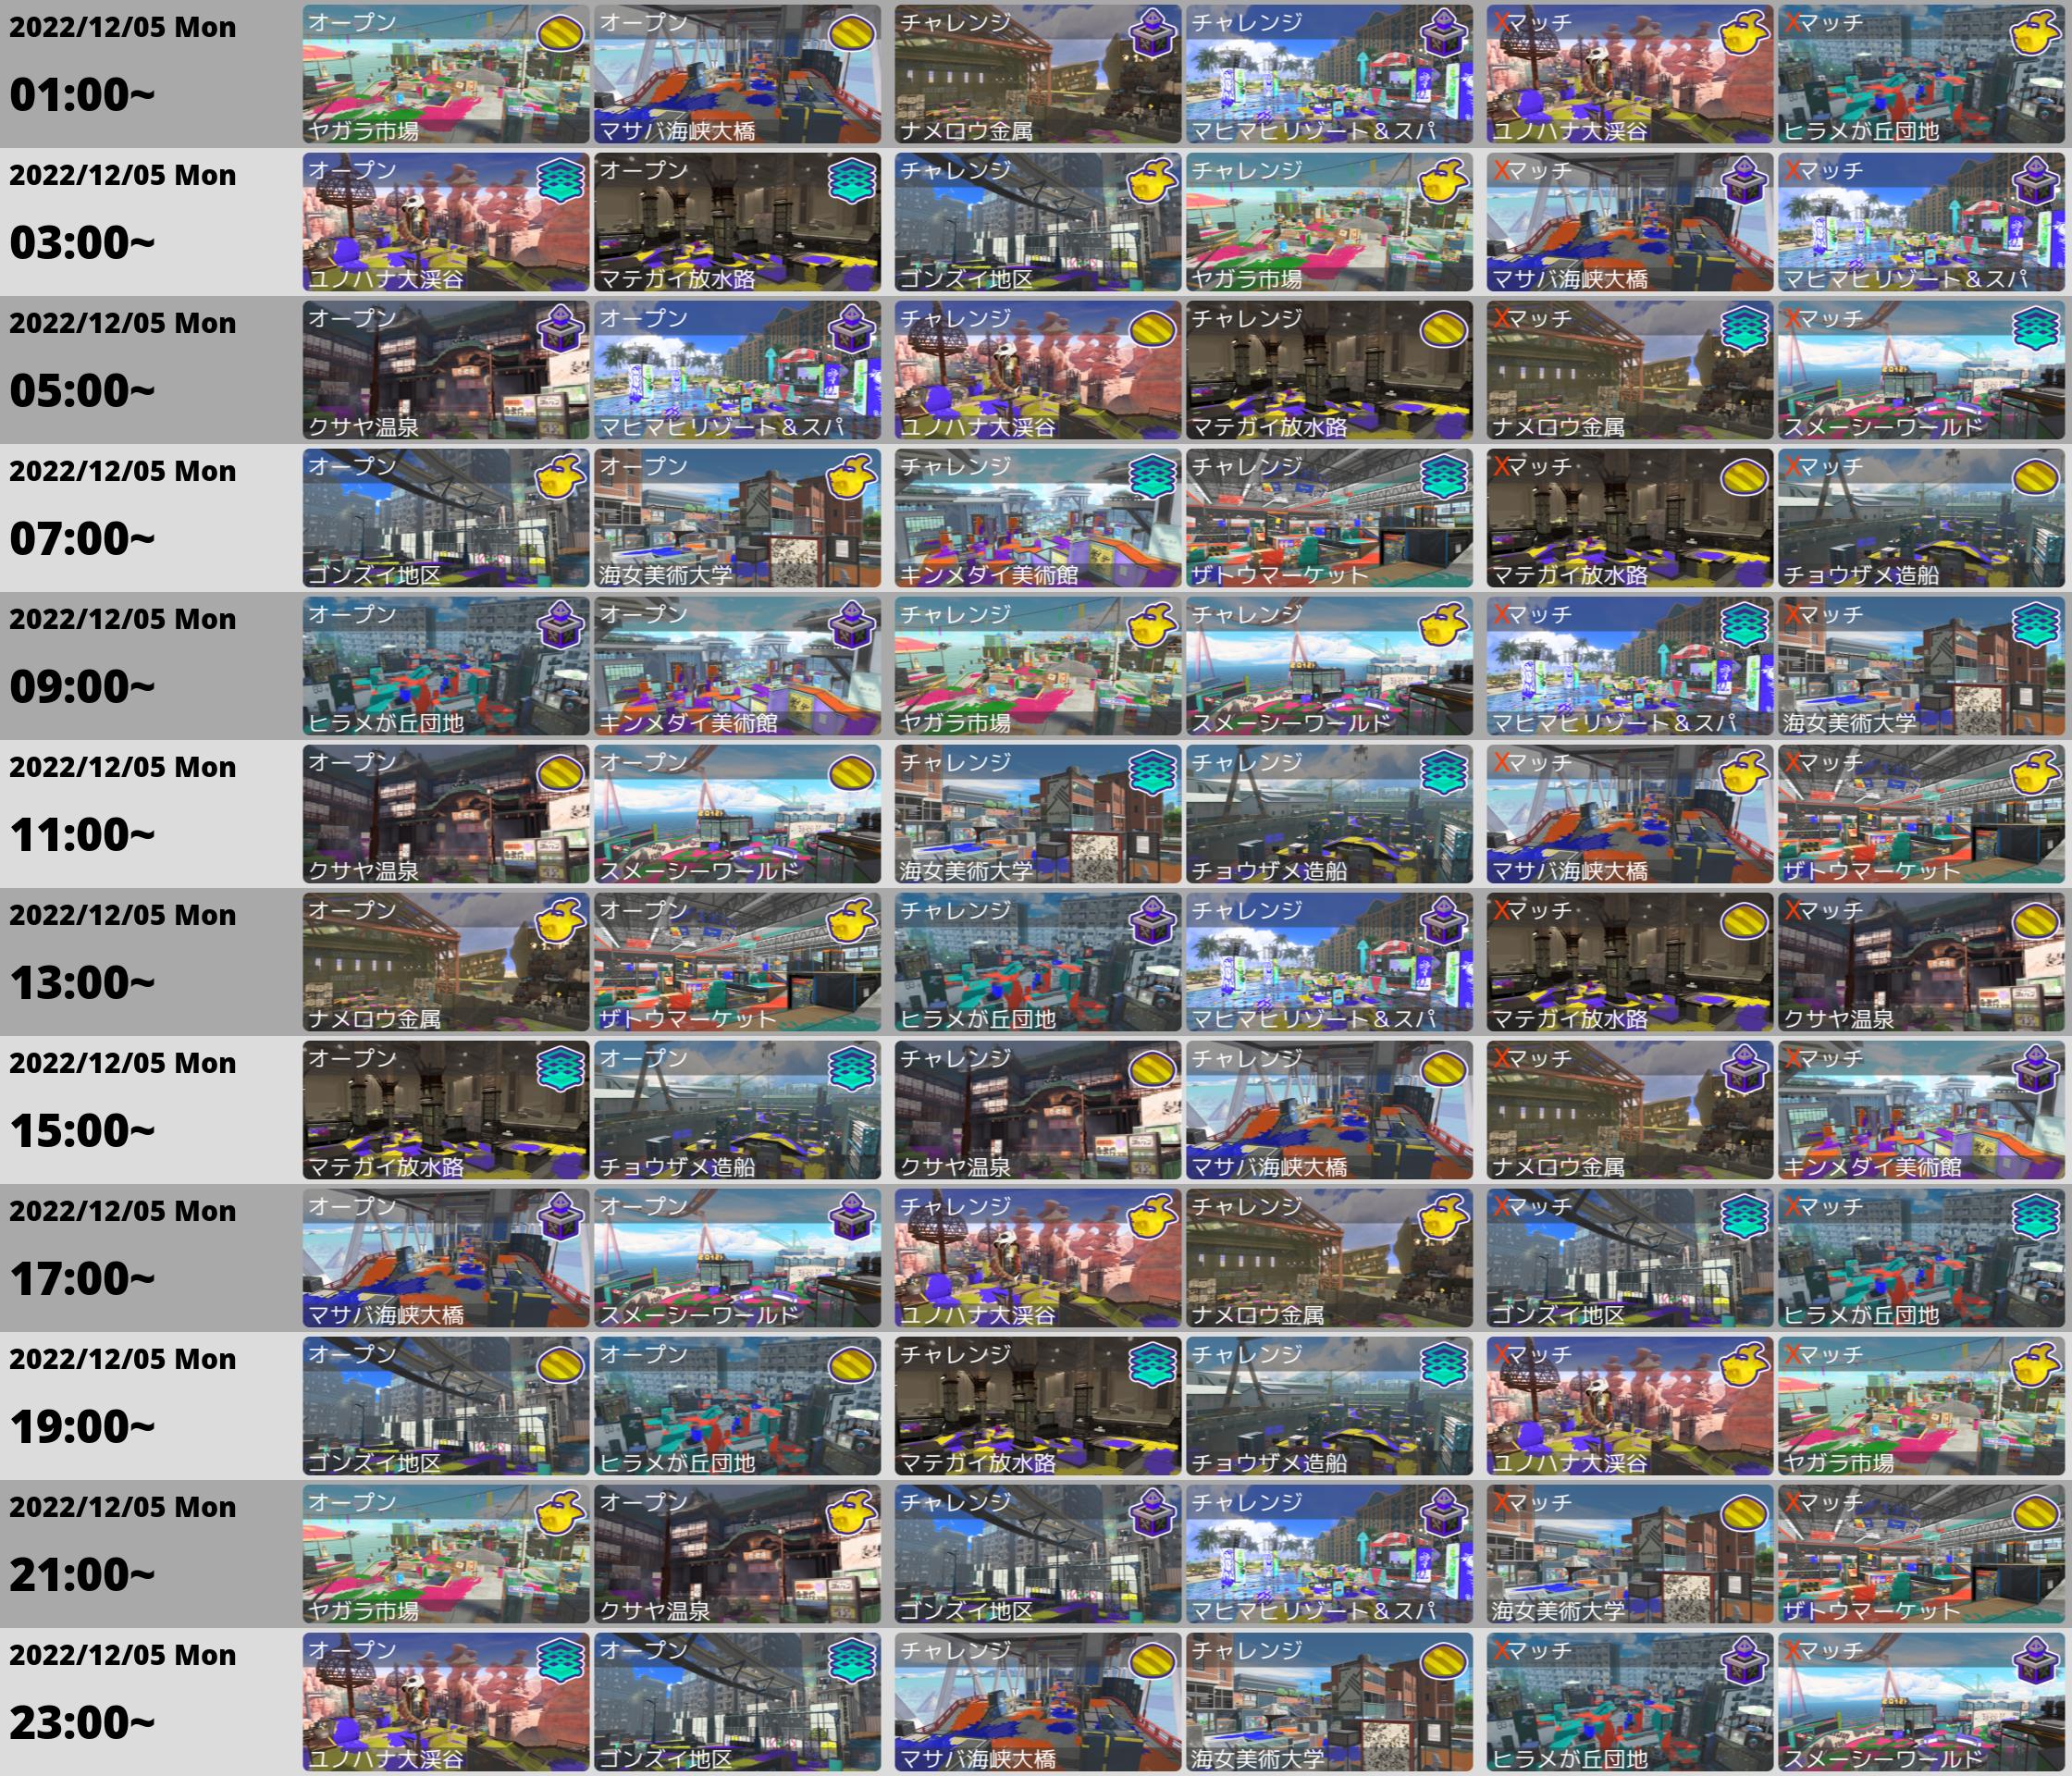 2022/12/05 Mon
01:00~
オープン
ヤガラ市場
オープン
マサバ海峡大橋
チャレンジ
ナメロウ金属
チャレンジ
マヒマヒリゾート＆スパ
Xマッチ
ユノハナ大渓谷
Xマッチ
ヒラメが丘団地
2022/12/05 Mon
03:00~
オープン
ユノハナ大渓谷
オープン
マテガイ放水路
チャレンジ
ゴンズイ地区
チャレンジ
ヤガラ市場
Xマッチ
マサバ海峡大橋
Xマッチ
マヒマヒリゾート＆スパ
2022/12/05 Mon
05:00~
オープン
クサヤ温泉
オープン
マヒマヒリゾート＆スパ
チャレンジ
ユノハナ大渓谷
チャレンジ
マテガイ放水路
Xマッチ
ナメロウ金属
Xマッチ
スメーシーワールド
2022/12/05 Mon
07:00~
オープン
ゴンズイ地区
オープン
海女美術大学
チャレンジ
キンメダイ美術館
チャレンジ
ザトウマーケット
Xマッチ
マテガイ放水路
Xマッチ
チョウザメ造船
2022/12/05 Mon
09:00~
オープン
ヒラメが丘団地
オープン
キンメダイ美術館
チャレンジ
ヤガラ市場
チャレンジ
スメーシーワールド
Xマッチ
マヒマヒリゾート＆スパ
Xマッチ
海女美術大学
2022/12/05 Mon
11:00~
オープン
クサヤ温泉
オープン
スメーシーワールド
チャレンジ
海女美術大学
チャレンジ
チョウザメ造船
Xマッチ
マサバ海峡大橋
Xマッチ
ザトウマーケット
2022/12/05 Mon
13:00~
オープン
ナメロウ金属
オープン
ザトウマーケット
チャレンジ
ヒラメが丘団地
チャレンジ
マヒマヒリゾート＆スパ
Xマッチ
マテガイ放水路
Xマッチ
クサヤ温泉
2022/12/05 Mon
15:00~
オープン
マテガイ放水路
オープン
チョウザメ造船
チャレンジ
クサヤ温泉
チャレンジ
マサバ海峡大橋
Xマッチ
ナメロウ金属
Xマッチ
キンメダイ美術館
2022/12/05 Mon
17:00~
オープン
マサバ海峡大橋
オープン
スメーシーワールド
チャレンジ
ユノハナ大渓谷
チャレンジ
ナメロウ金属
Xマッチ
ゴンズイ地区
Xマッチ
ヒラメが丘団地
2022/12/05 Mon
19:00~
オープン
ゴンズイ地区
オープン
ヒラメが丘団地
チャレンジ
マテガイ放水路
チャレンジ
チョウザメ造船
Xマッチ
ユノハナ大渓谷
Xマッチ
ヤガラ市場
2022/12/05 Mon
21:00~
オープン
ヤガラ市場
オープン
クサヤ温泉
チャレンジ
ゴンズイ地区
チャレンジ
マヒマヒリゾート＆スパ
Xマッチ
海女美術大学
Xマッチ
ザトウマーケット
2022/12/05 Mon
23:00~
オープン
ユノハナ大渓谷
オープン
ゴンズイ地区
チャレンジ
マサバ海峡大橋
チャレンジ
海女美術大学
Xマッチ
ヒラメが丘団地
Xマッチ
スメーシーワールド